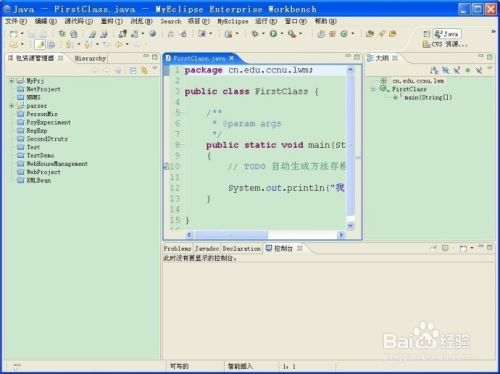 Java - FirstClass.java - MyEclipse Enterprise Workbench
文件(F) 编辑(E) 源代码(S) 重构(T) 浏览(N) Search 项目(P) MyEclipse 运行(R) 窗口(W) 帮助(H)
Java
CVS 资源...
包资源管理器 Hierarchy
MyPrj
NetProject
NNMS
parser
PersonMis
PsyExperiment
RegExp
SecondStruts
Test
TestDemo
WebHouseManagement
WebProject
XMLBean
FirstClass.java
1 package cn.edu.ccnu.lwm;
2
3 public class FirstClass {
5
6 /**
* @param args
*/
8 public static void main(St
9 {
10 // TODO 自动生成方法存根
12 System.out.println("我
13 }
15 }
16
大纲
cn.edu.ccnu.lwm
FirstClass
main(String[])
Problems Javadoc Declaration 控制台
此时没有要显示的控制台。
可写的 智能插入 1: 1
Baidu 经验
jingyan.baidu.com